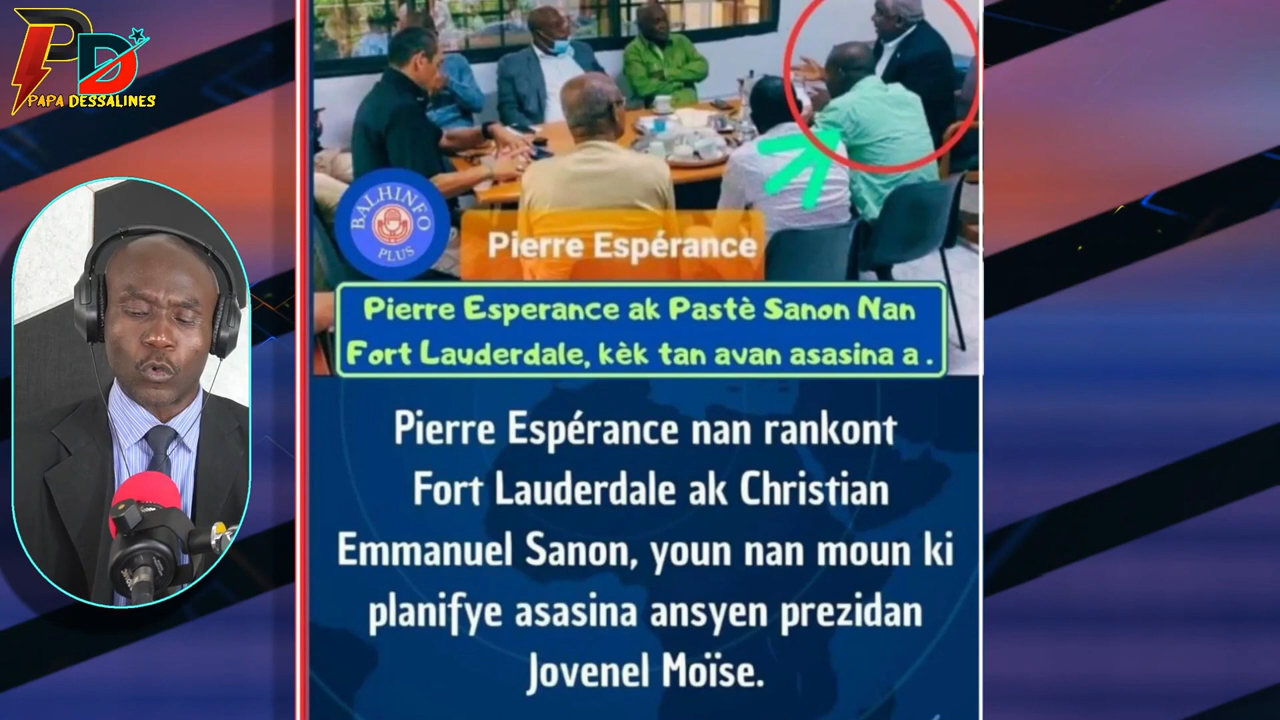 PD
PAPA DESSALINES
BALHINFO
PLUS
Pierre Espérance
Pierre Esperance ak Pastè Sanon Nan
Fort Lauderdale, kèk tan avan asasina a .
Pierre Espérance nan rankont
Fort Lauderdale ak Christian
Emmanuel Sanon, youn nan moun ki
planifye asasina ansyen prezidan
Jovenel Moïse.